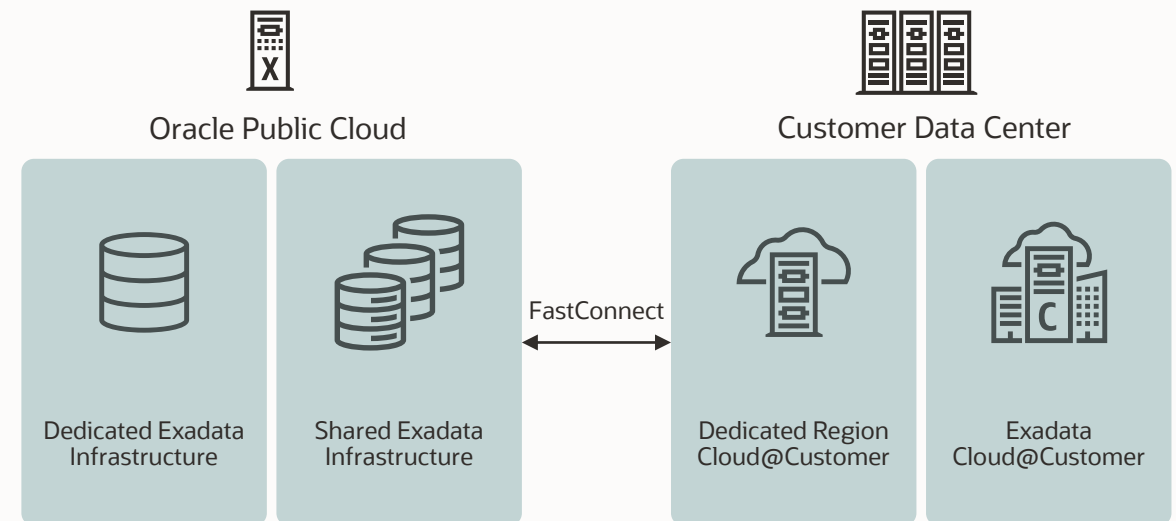 X
Oracle Public Cloud
Customer Data Center
Dedicated Exadata
Infrastructure
Shared Exadata
Infrastructure
FastConnect
Dedicated Region
Cloud@Customer
C
Exadata
Cloud@Customer